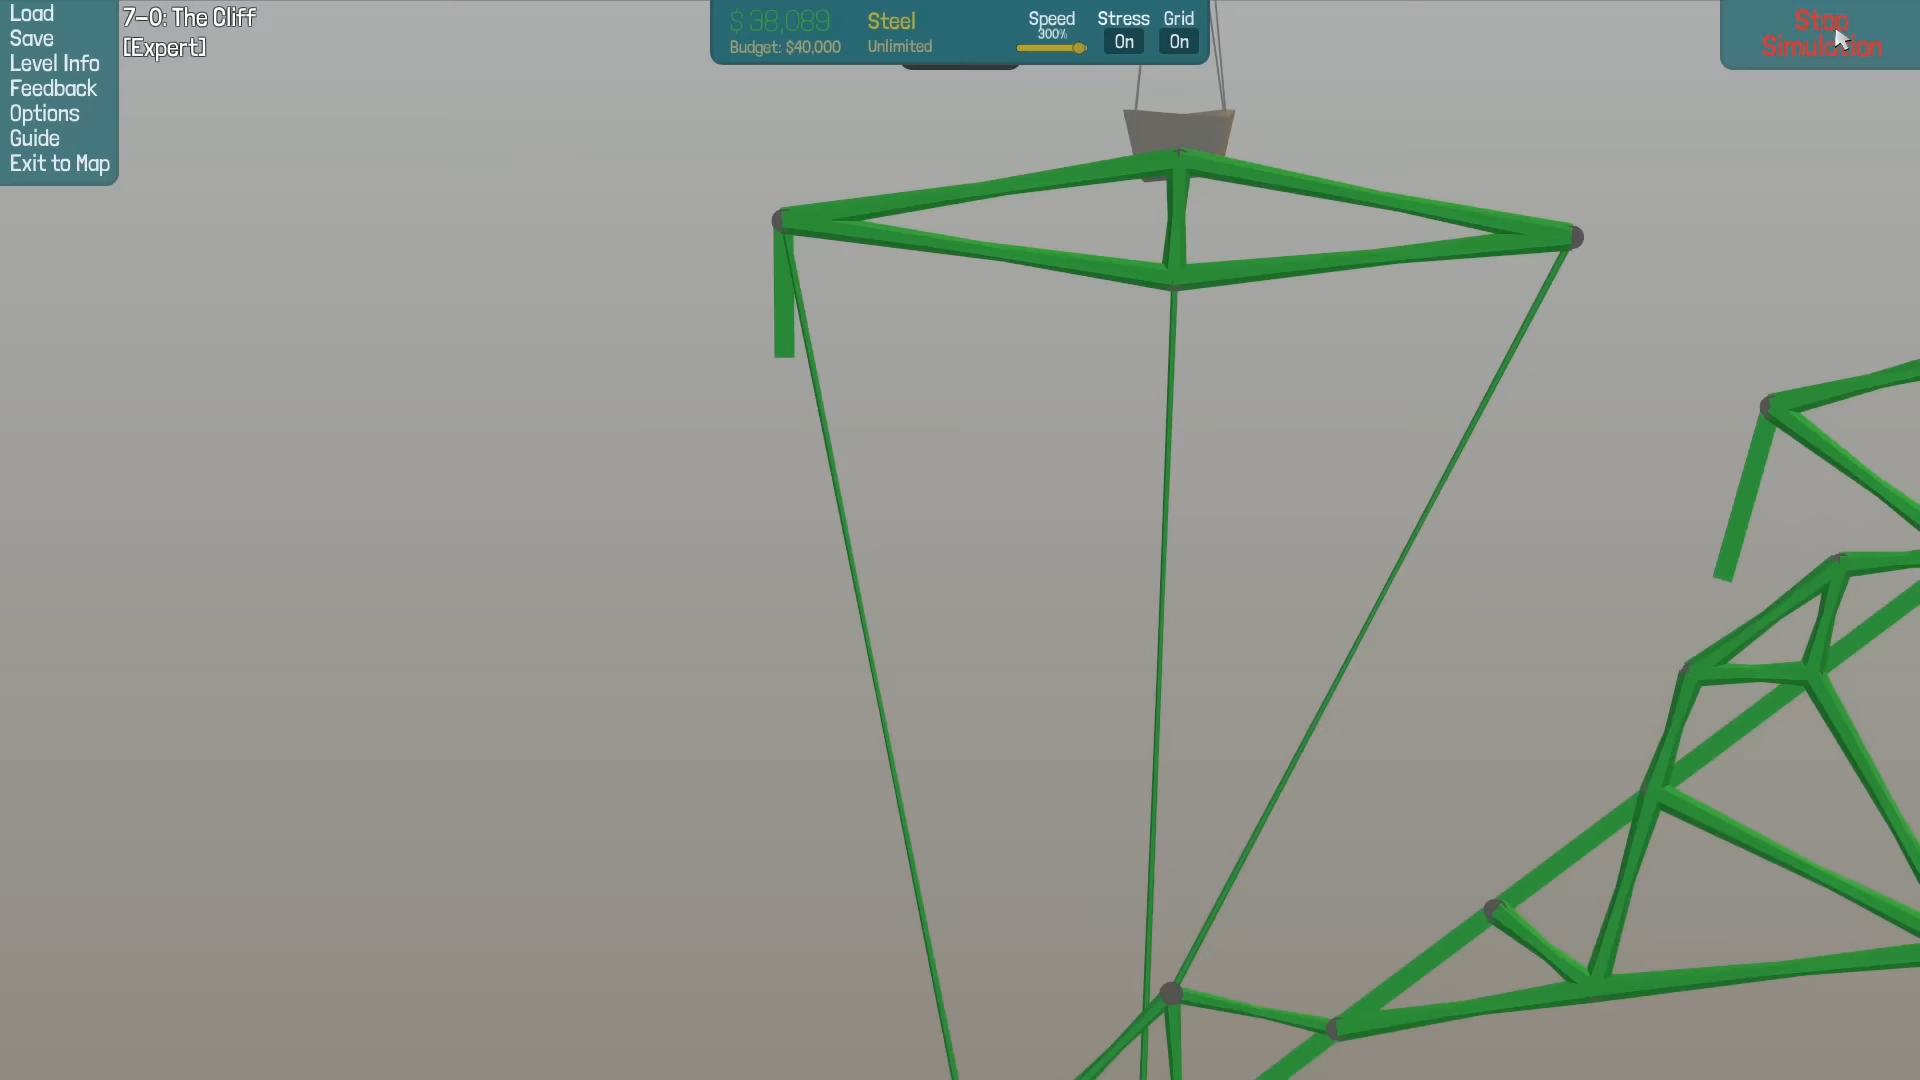 Load
Save
Level Info
Feedback
Options
Guide
Exit to Map
7-0: The Cliff
[Expert]
$ 38,089
Budget: $40,000
Steel
Unlimited
Speed
300%
Stress
On
Grid
On
Stop
Simulation